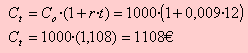 Cₜ = Cₒ·(1+r·t) = 1000·(1+0,009·12)
Cₜ = 1000·(1,108) = 1108€